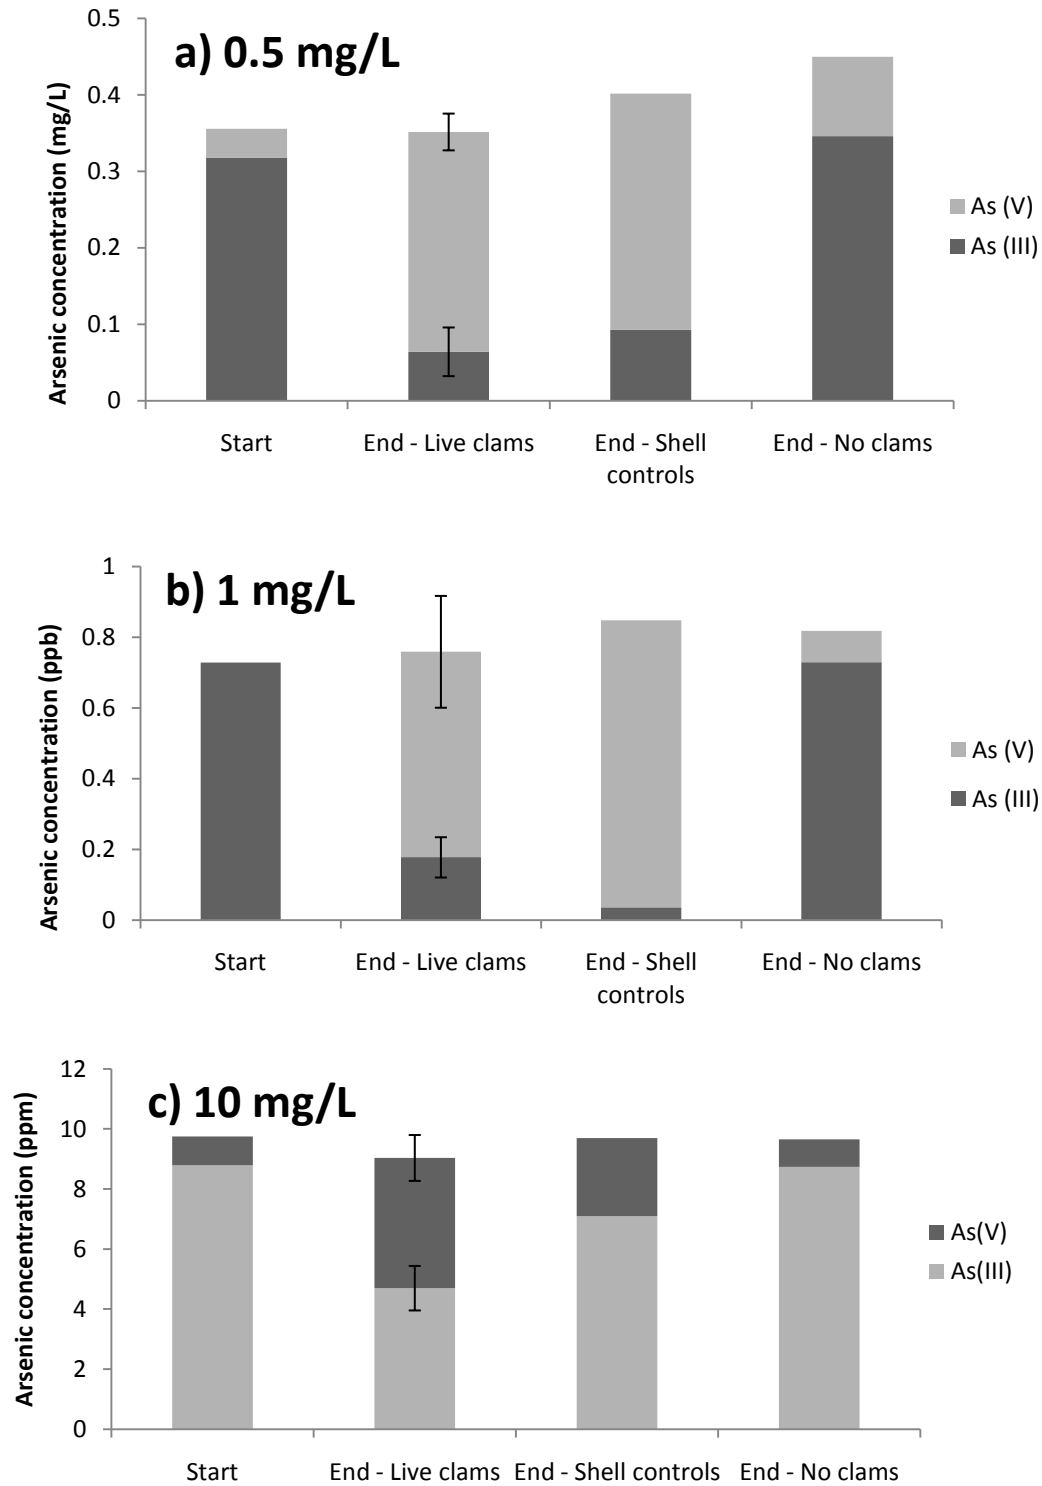 a) 0.5 mg/L
Arsenic concentration (mg/L)
0.5
0.4
0.3
0.2
0.1
0
Start
End - Live clams
End - Shell
controls
End - No clams
As (V)
As (III)
b) 1 mg/L
Arsenic concentration (ppb)
1
0.8
0.6
0.4
0.2
0
Start
End - Live clams
End - Shell
controls
End - No clams
As (V)
As (III)
c) 10 mg/L
Arsenic concentration (ppm)
12
10
8
6
4
2
0
Start
End - Live clams
End - Shell controls
End - No clams
As(V)
As(III)